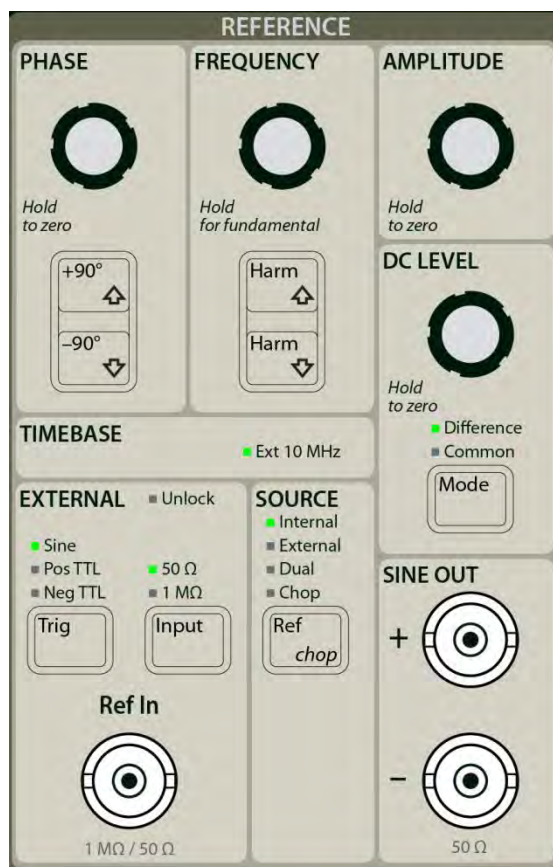 REFERENCE
PHASE
Hold
to zero
+90°
–90°
FREQUENCY
Hold
for fundamental
Harm
Harm
AMPLITUDE
Hold
to zero
DC LEVEL
Hold
to zero
Difference
Common
Mode
TIMEBASE
Ext 10 MHz
EXTERNAL
Unlock
Sine
Pos TTL
Neg TTL
50 Ω
1 MΩ
Trig
Input
Ref In
1 MΩ / 50 Ω
SOURCE
Internal
External
Dual
Chop
Ref
chop
SINE OUT
+
–
50 Ω